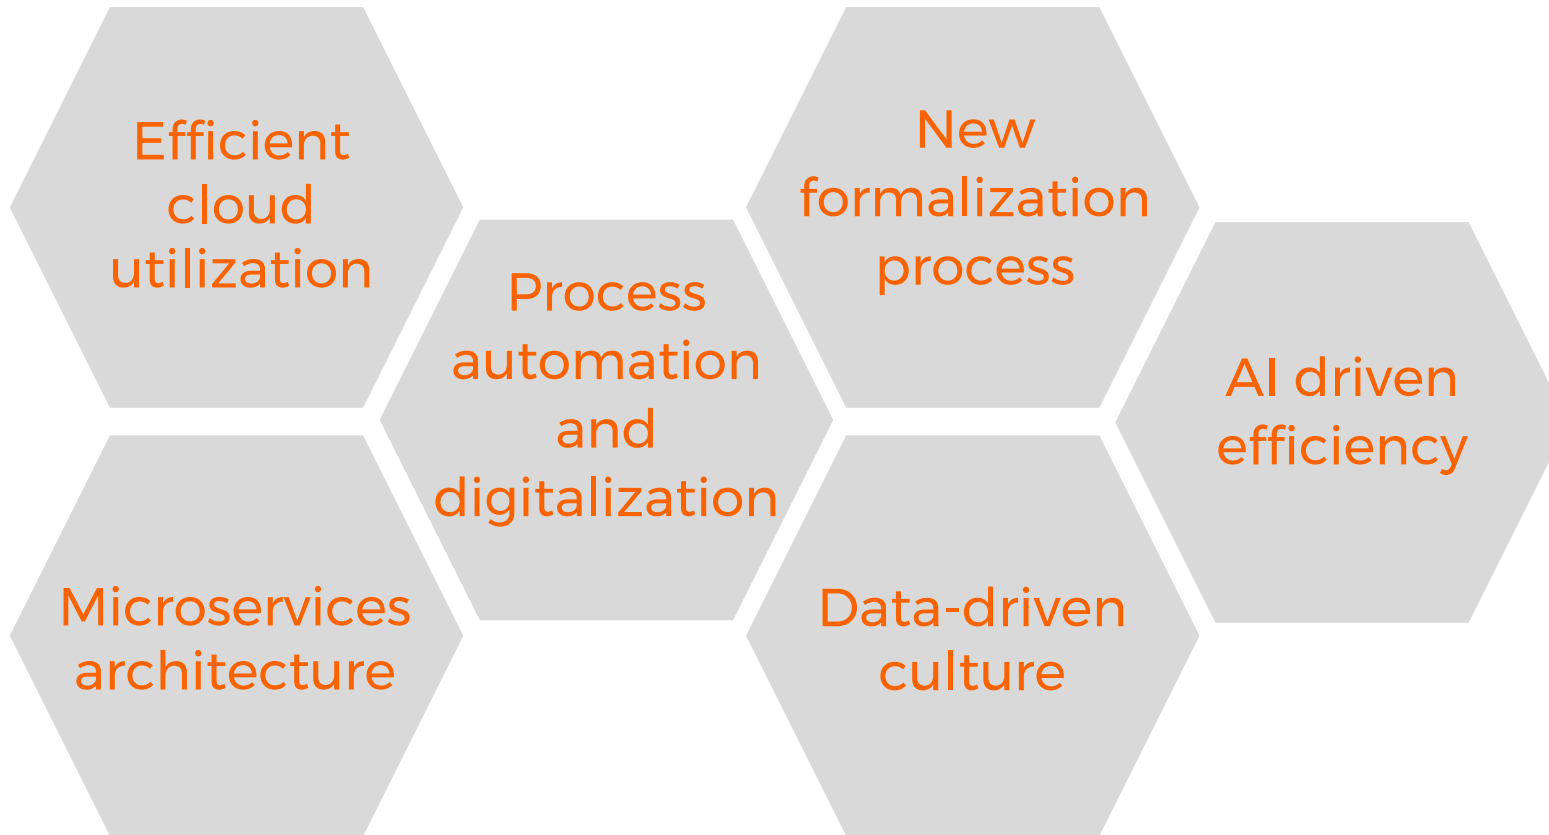 Efficient
cloud
utilization
Microservices
architecture
Process
automation
and
digitalization
New
formalization
process
Data-driven
culture
AI driven
efficiency